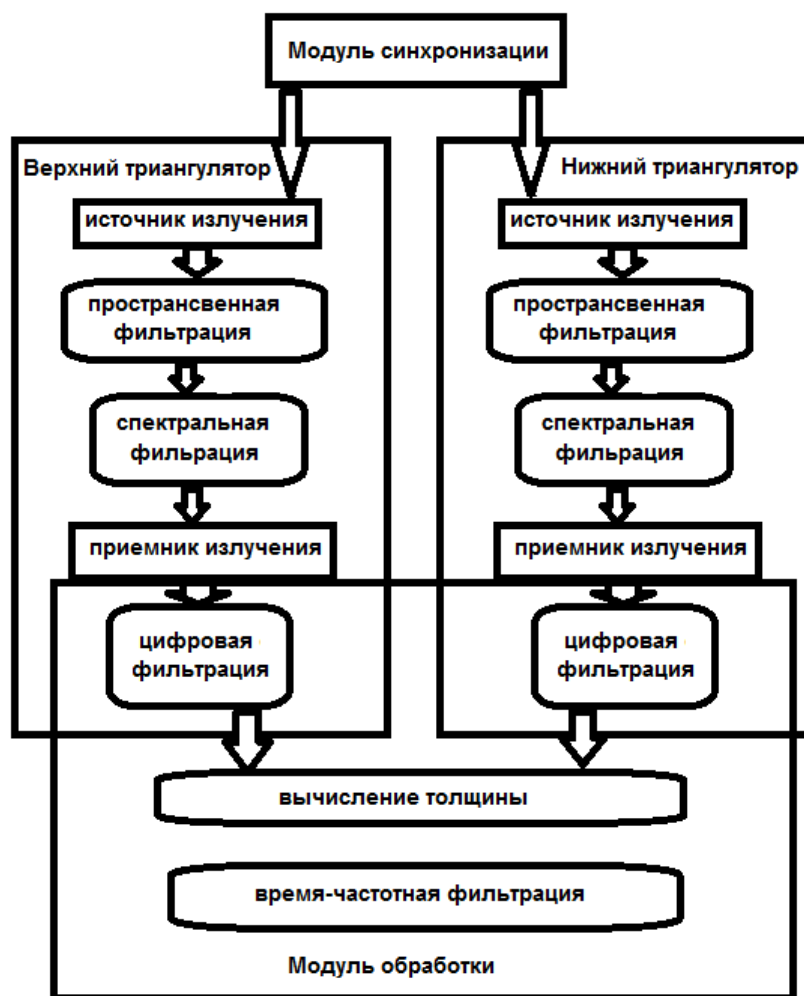 Модуль синхронизации
Верхний триангулятор
источник излучения
пространсвенная
фильтрация
спектральная
фильрация
приемник излучения
цифровая
фильтрация
Нижний триангулятор
источник излучения
пространсвенная
фильтрация
спектральная
фильрация
приемник излучения
цифровая
фильтрация
вычисление толщины
время-частотная фильтрация
Модуль обработки